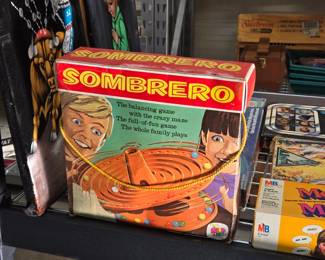 SOMBRERO
SOMBRERO
The balancing game
with the crazy maze
The full-of-fun game
The whole family plays
MB
MB